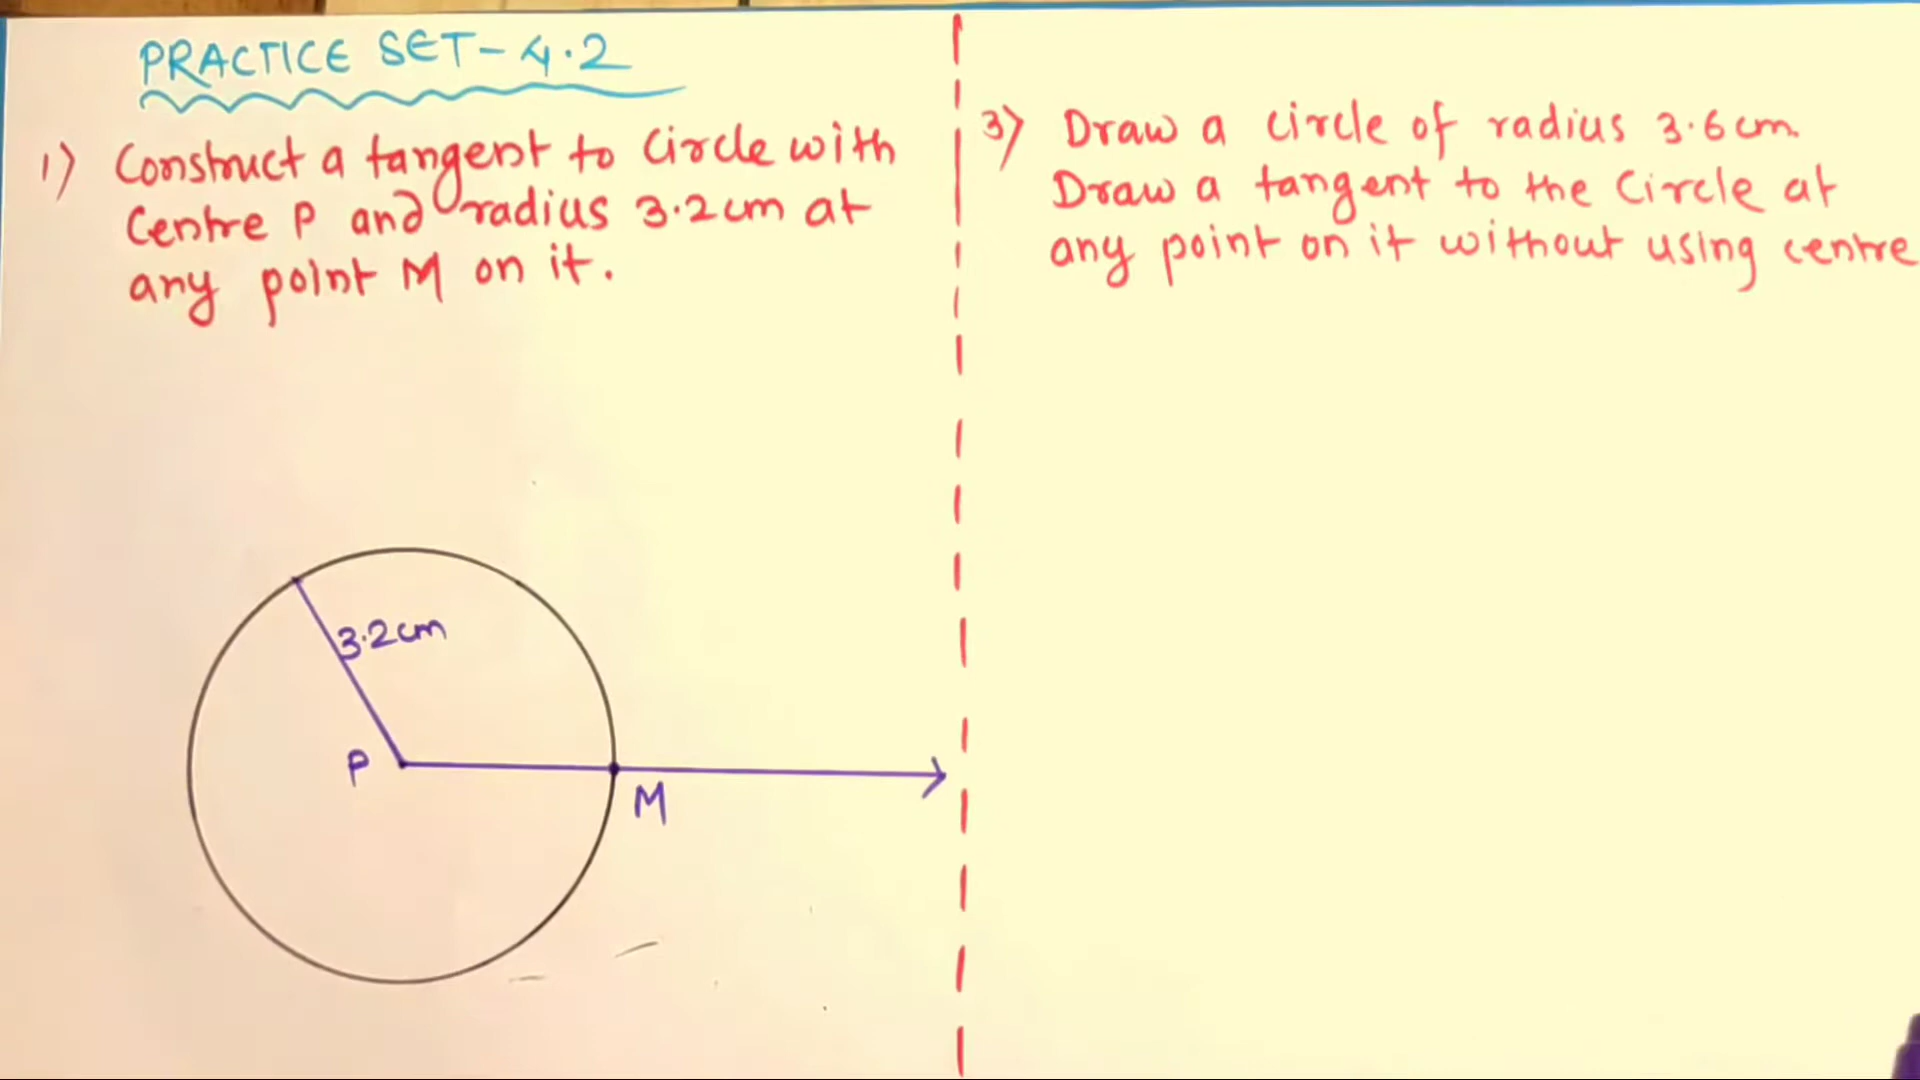 PRACTICE SET - 4.2
1) Construct a tangent to Circle with
Centre P and radius 3.2cm at
any point M on it.
3.2cm
P
M
3) Draw a circle of radius 3.6cm.
Draw a tangent to the Circle at
any point on it without using centre